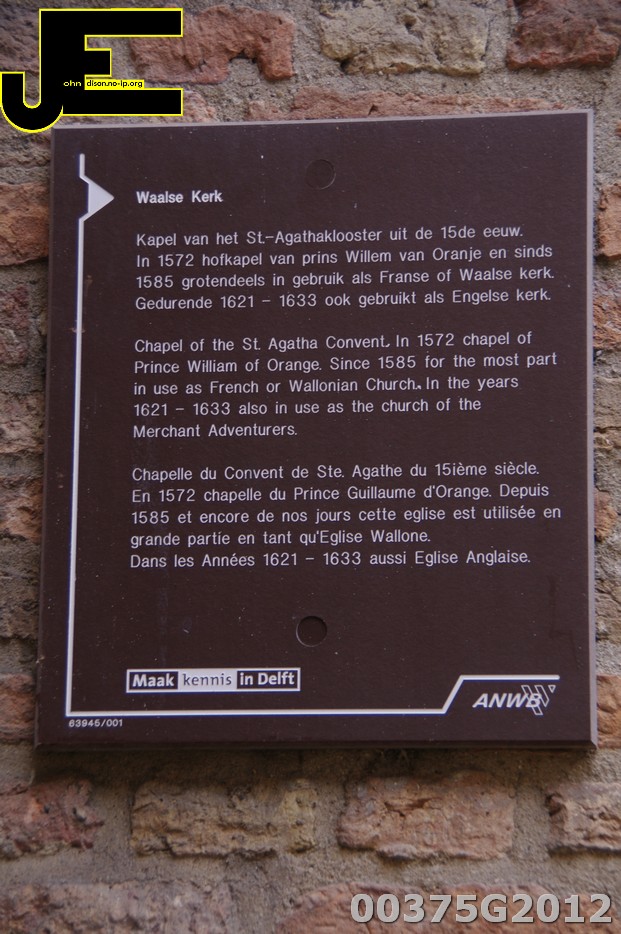 JE
ohn dison.no-ip.org
Waalse Kerk
Kapel van het St.-Agathaklooster uit de 15de eeuw.
In 1572 hofkapel van prins Willem van Oranje en sinds
1585 grotendeels in gebruik als Franse of Waalse kerk.
Gedurende 1621 - 1633 ook gebruikt als Engelse kerk.
Chapel of the St. Agatha Convent. In 1572 chapel of
Prince William of Orange. Since 1585 for the most part
in use as French or Wallonian Church. In the years
1621 - 1633 also in use as the church of the
Merchant Adventurers.
Chapelle du Convent de Ste. Agathe du 15ième siècle.
En 1572 chapelle du Prince Guillaume d'Orange. Depuis
1585 et encore de nos jours cette eglise est utilisée en
grande partie en tant qu'Eglise Wallone.
Dans les Années 1621 - 1633 aussi Eglise Anglaise.
Maak kennis in Delft
ANWB
63945/001
00375G2012